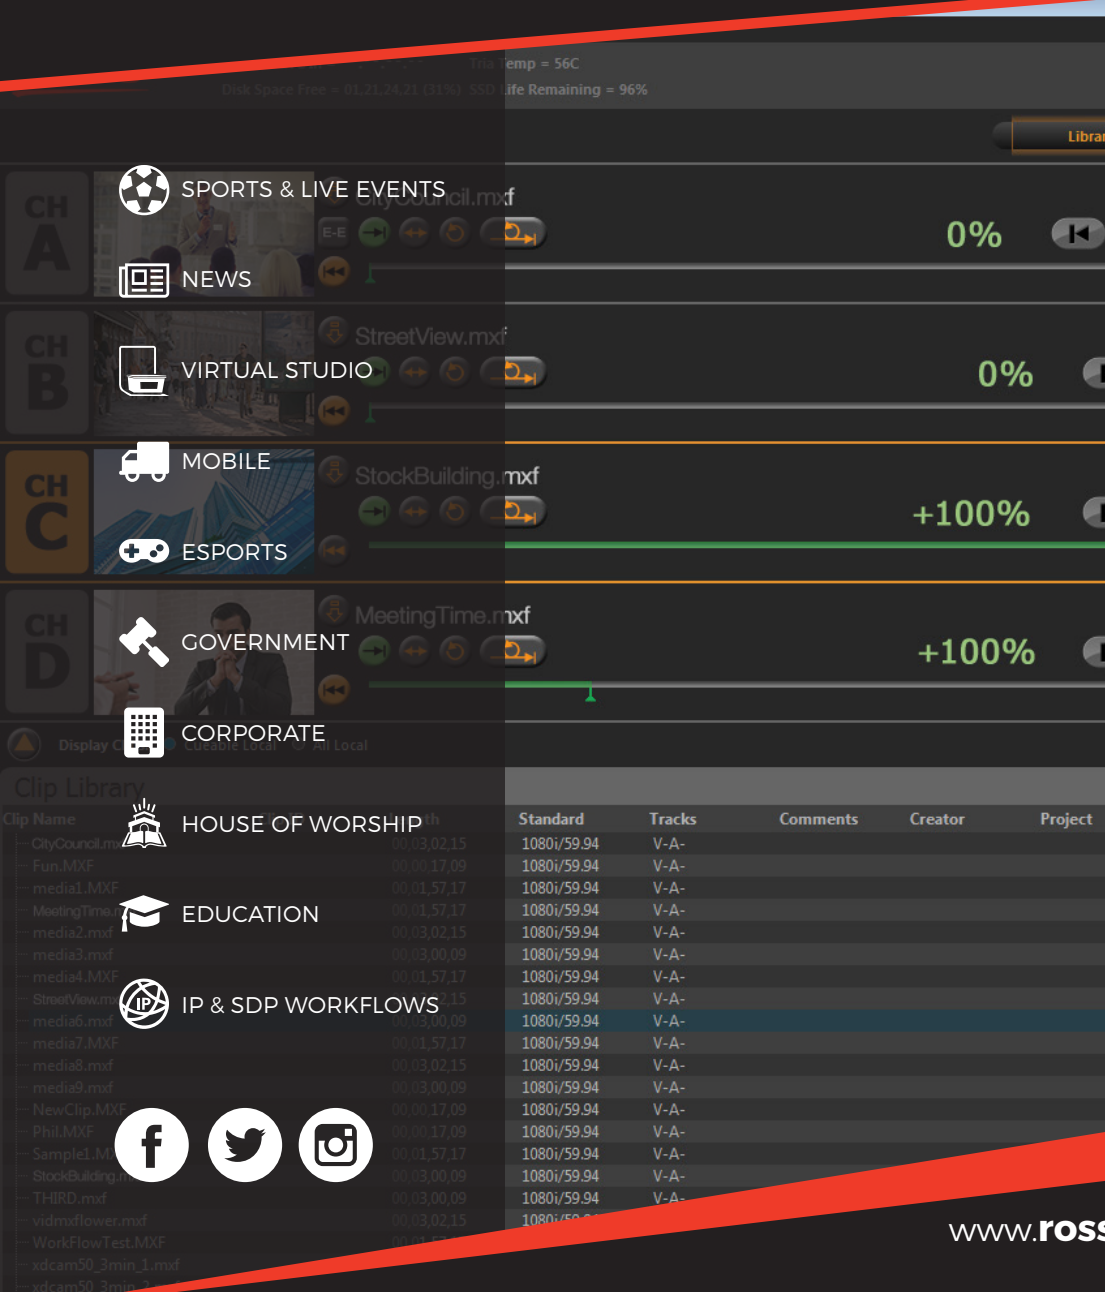 Tria Temp = 56C
Disk Space Free = 01,21,24,21 (31%) SSD Life Remaining = 96%
CH A
SPORTS & LIVE EVENTS
CityCouncil.mxf
E-E
0%
NEWS
CH B
StreetView.mxf
VIRTUAL STUDIO
0%
CH C
MOBILE
StockBuilding.mxf
+100%
ESPORTS
CH D
MeetingTime.mxf
GOVERNMENT
+100%
CORPORATE
Display
Cueable Local
All Local
Clip Library
Clip Name Standard Tracks Comments Creator Project
HOUSE OF WORSHIP
CityCouncil.m 00,03,02,15 1080i/59.94 V-A-
Fun.MXF 00,00,17,09 1080i/59.94 V-A-
media1.MXF 00,01,57,17 1080i/59.94 V-A-
MeetingTime. 00,01,57,17 1080i/59.94 V-A-
EDUCATION
media2.mxf 00,03,02,15 1080i/59.94 V-A-
media3.mxf 00,03,00,09 1080i/59.94 V-A-
media4.MXF 00,01,57,17 1080i/59.94 V-A-
StreetView.m 1080i/59.94 V-A-
IP
IP & SDP WORKFLOWS
media6.mxf 00,03,00,09 1080i/59.94 V-A-
media7.MXF 00,01,57,17 1080i/59.94 V-A-
media8.mxf 00,03,02,15 1080i/59.94 V-A-
media9.mxf 00,03,00,09 1080i/59.94 V-A-
NewClip.MXF 00,00,17,09 1080i/59.94 V-A-
Phil.MXF 00,00,17,09 1080i/59.94 V-A-
Sample1.MX 00,01,57,17 1080i/59.94 V-A-
StockBuilding.m 00,03,00,09 1080i/59.94 V-A-
THIRD.mxf 00,03,00,09 1080i/59.94 V-A-
vidmxflower.mxf 00,03,02,15
WorkFlowTest.MXF
xdcam50_3min_1.mxf
www.ross